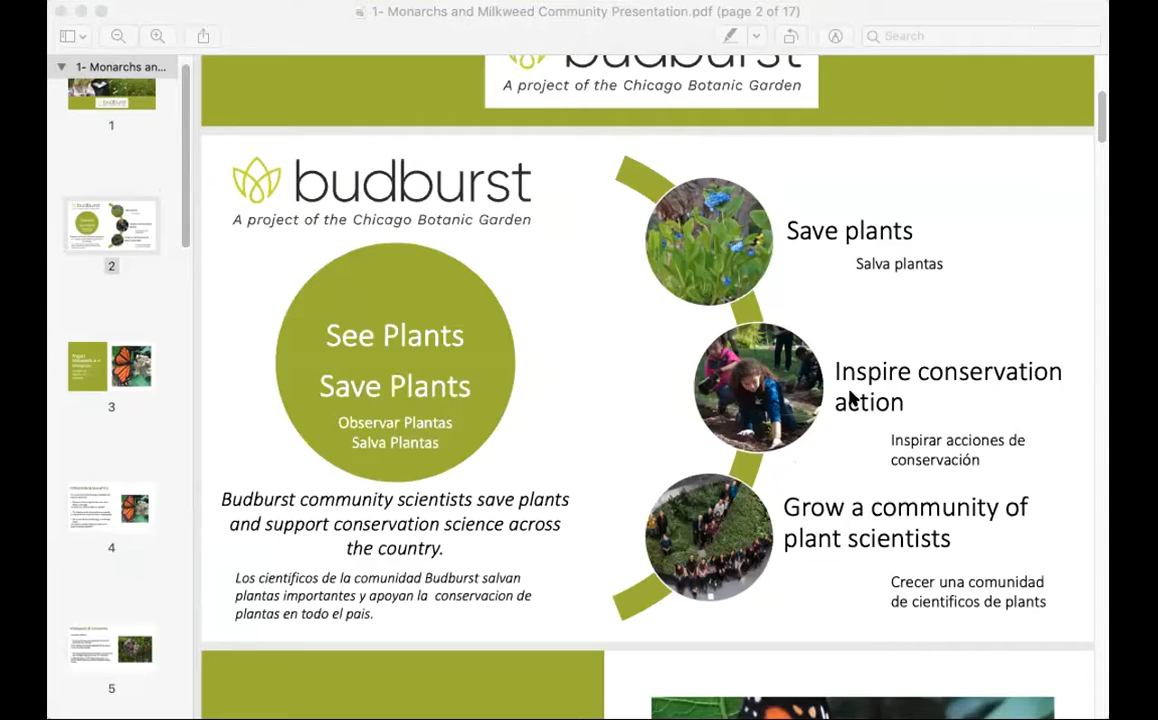 1- Monarchs and Milkweed Community Presentation.pdf (page 2 of 17)
Search
1- Monarchs an...
1
2
3
4
5
budburst
A project of the Chicago Botanic Garden
budburst
A project of the Chicago Botanic Garden
See Plants
Save Plants
Observar Plantas
Salva Plantas
Budburst community scientists save plants
and support conservation science across
the country.
Los cientificos de la comunidad Budburst salvan
plantas importantes y apoyan la conservacion de
plantas en todo el pais.
Save plants
Salva plantas
Inspire conservation
action
Inspirar acciones de
conservación
Grow a community of
plant scientists
Crecer una comunidad
de cientificos de plants